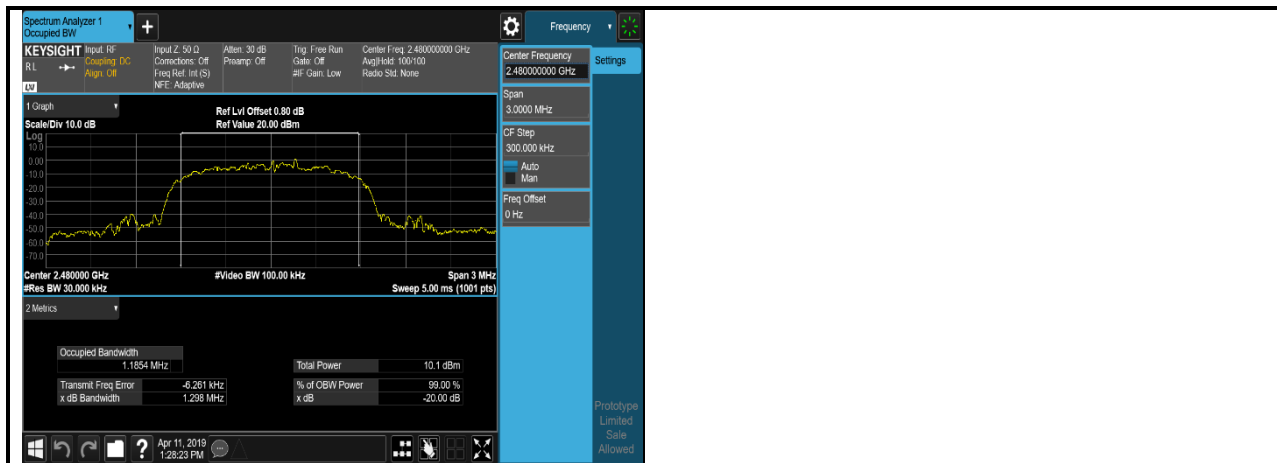 Spectrum Analyzer 1
Occupied BW
+
Frequency
KEYSIGHT
RL
Input: RF
Coupling: DC
Align: Off
Input Z: 50 Ω
Corrections: Off
Freq Ref: Int (S)
NFE: Adaptive
Atten: 30 dB
Preamp: Off
Trig: Free Run
Gate: Off
#IF Gain: Low
Center Freq: 2.480000000 GHz
Avg|Hold: 100/100
Radio Std: None
LXI
Center Frequency
2.480000000 GHz
Settings
Span
3.0000 MHz
CF Step
300.000 kHz
Auto
Man
Freq Offset
0 Hz
1 Graph
Scale/Div 10.0 dB
Ref Lvl Offset 0.80 dB
Ref Value 20.00 dBm
Log
10.0
0.00
-10.0
-20.0
-30.0
-40.0
-50.0
-60.0
-70.0
Center 2.480000 GHz
#Res BW 30.000 kHz
#Video BW 100.00 kHz
Span 3 MHz
Sweep 5.00 ms (1001 pts)
2 Metrics
Occupied Bandwidth
1.1854 MHz
Total Power 10.1 dBm
Transmit Freq Error -6.261 kHz
% of OBW Power 99.00 %
x dB Bandwidth 1.298 MHz
x dB -20.00 dB
Prototype
Limited
Sale
Allowed
?
Apr 11, 2019
1:28:23 PM